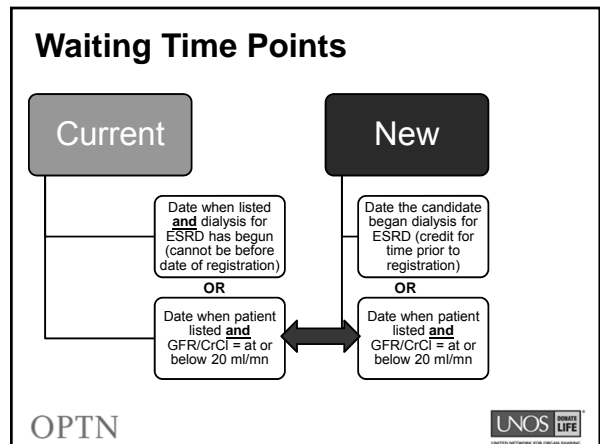 Waiting Time Points
Current
Date when listed
and dialysis for
ESRD has begun
(cannot be before
date of registration)
OR
Date when patient
listed and
GFR/CrCl = at or
below 20 ml/mn
New
Date the candidate
began dialysis for
ESRD (credit for
time prior to
registration)
OR
Date when patient
listed and
GFR/CrCl = at or
below 20 ml/mn
OPTN
UNOS DONATE LIFE
UNITED NETWORK FOR ORGAN SHARING